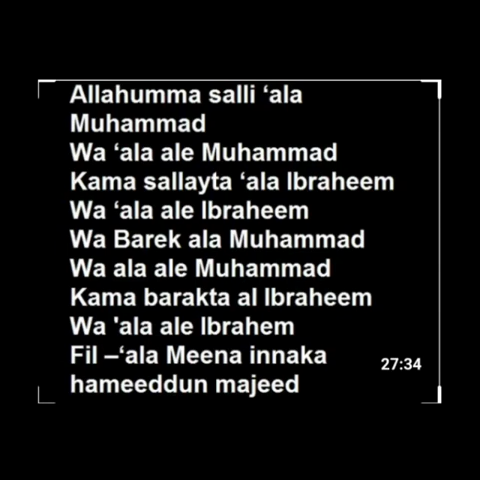 Allahumma salli ‘ala
Muhammad
Wa ‘ala ale Muhammad
Kama sallayta ‘ala Ibraheem
Wa ‘ala ale Ibraheem
Wa Barek ala Muhammad
Wa ala ale Muhammad
Kama barakta al Ibraheem
Wa 'ala ale Ibrahem
Fil –‘ala Meena innaka
hameeddun majeed
27:34